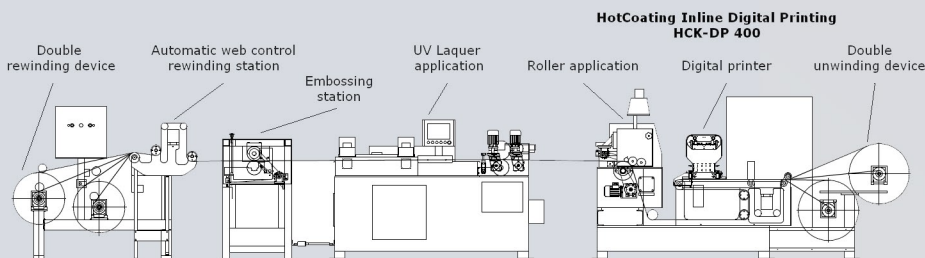 HotCoating Inline Digital Printing
HCK-DP 400
Double
rewinding device
Automatic web control
rewinding station
Embossing
station
UV Laquer
application
Roller application
Digital printer
Double
unwinding device